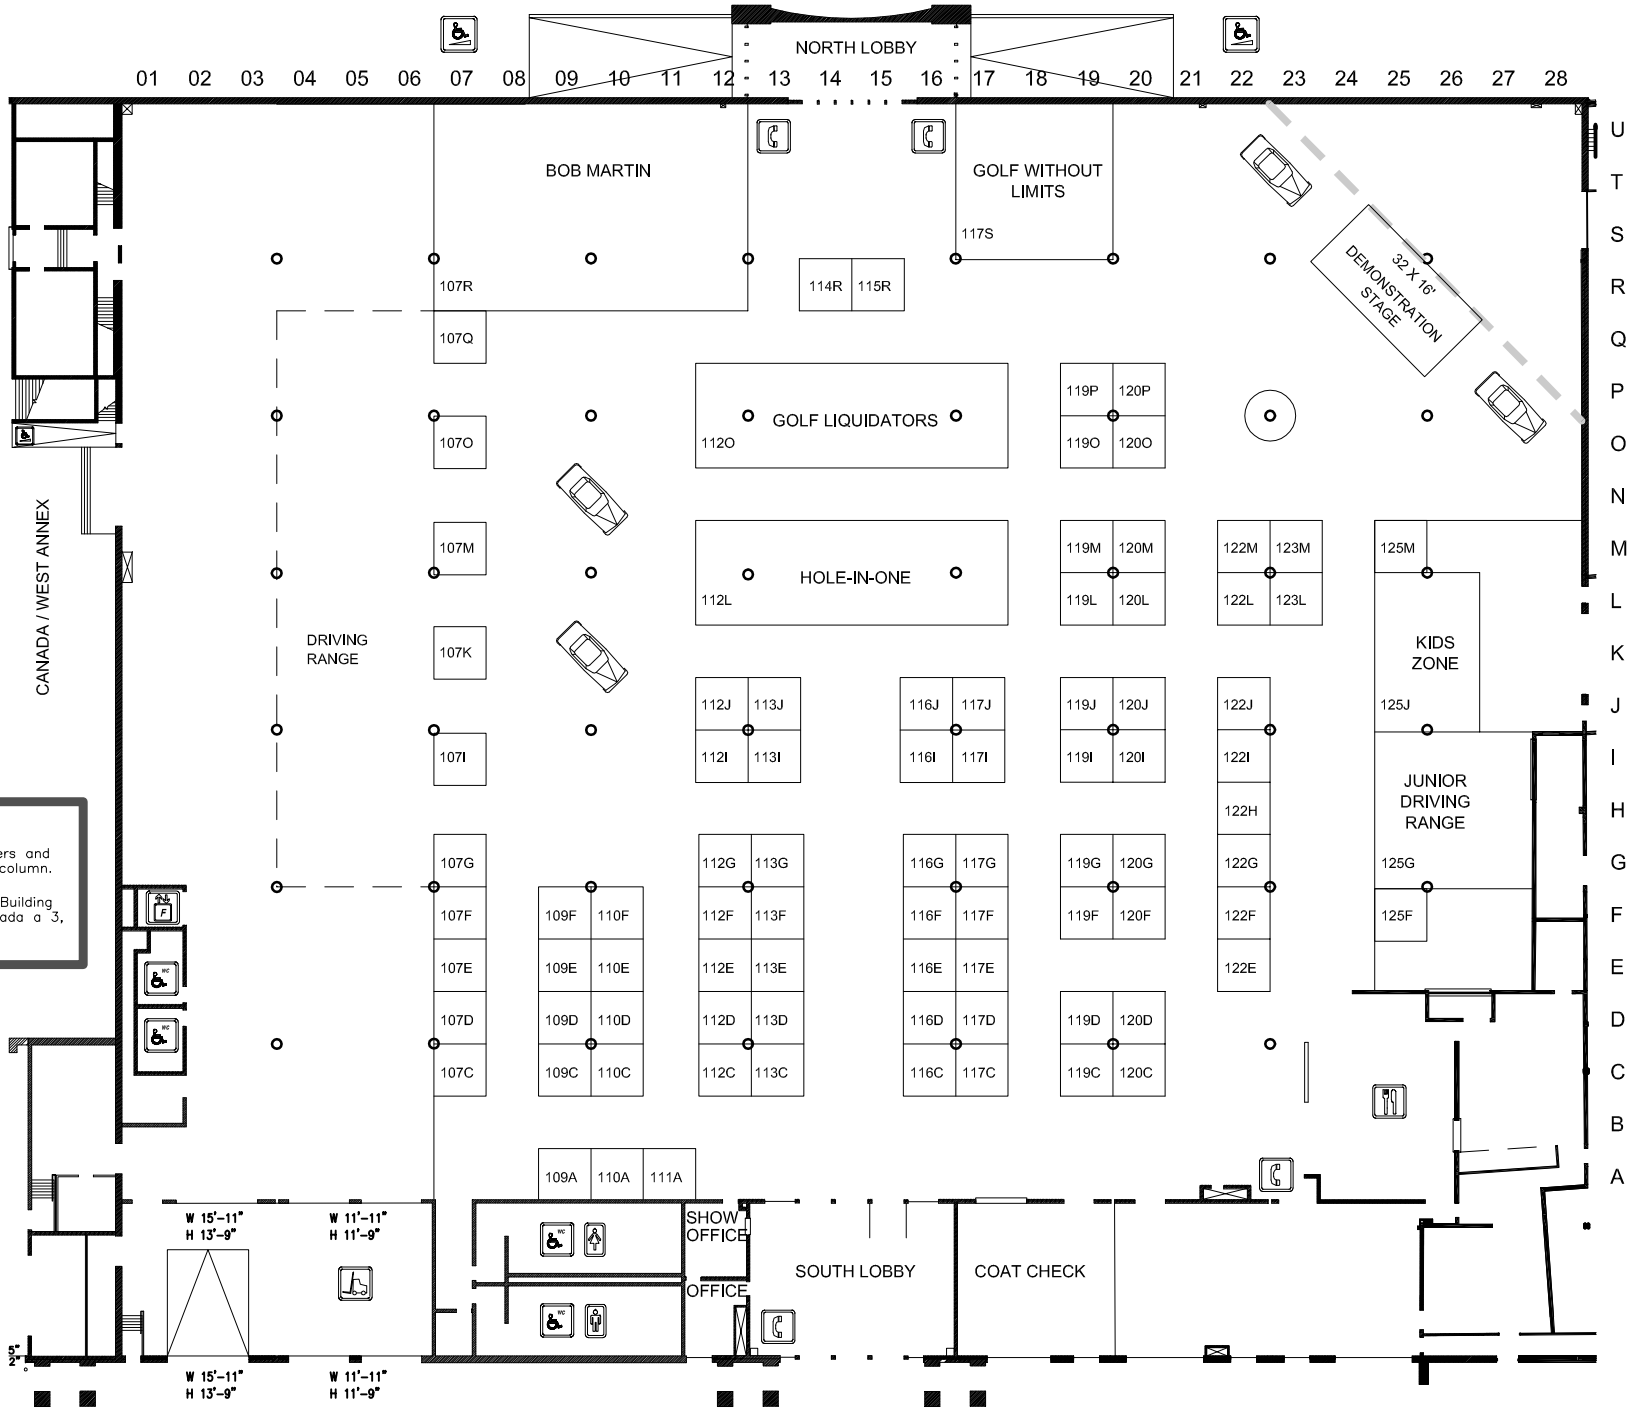 NORTH LOBBY
01 02 03 04 05 06 07 08 09 10 11 12 13 14 15 16 17 18 19 20 21 22 23 24 25 26 27 28
U
BOB MARTIN
GOLF WITHOUT
LIMITS
T
117S
S
32 X 16'
DEMONSTRATION
STAGE
107R
114R 115R
R
107Q
Q
119P 120P
P
GOLF LIQUIDATORS
107O
112O
119O 120O
O
N
CANADA / WEST ANNEX
107M
119M 120M
122M 123M
125M
M
HOLE-IN-ONE
112L
119L 120L
122L 123L
L
DRIVING
RANGE
107K
KIDS
ZONE
K
112J 113J
116J 117J
119J 120J
122J
125J
J
107I
112I 113I
116I 117I
119I 120I
122I
I
JUNIOR
DRIVING
RANGE
122H
H
ers and
column.
Building
ada a 3,
107G
112G 113G
116G 117G
119G 120G
122G
125G
G
F
107F
109F 110F
112F 113F
116F 117F
119F 120F
122F
125F
F
WC
107E
109E 110E
112E 113E
116E 117E
122E
E
WC
107D
109D 110D
112D 113D
116D 117D
119D 120D
D
107C
109C 110C
112C 113C
116C 117C
119C 120C
C
B
109A 110A 111A
A
W 15'-11"
H 13'-9"
W 11'-11"
H 11'-9"
WC
SHOW
OFFICE
SOUTH LOBBY
COAT CHECK
OFFICE
WC
5"
2"
W 15'-11"
H 13'-9"
W 11'-11"
H 11'-9"